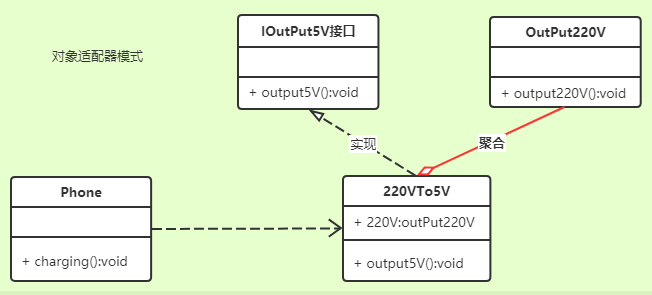 IOutPut5V接口
OutPut220V
对象适配器模式
+ output5V():void
+ output220V():void
实现
聚合
Phone
220VTo5V
+ 220V:outPut220V
+ charging():void
+ output5V():void